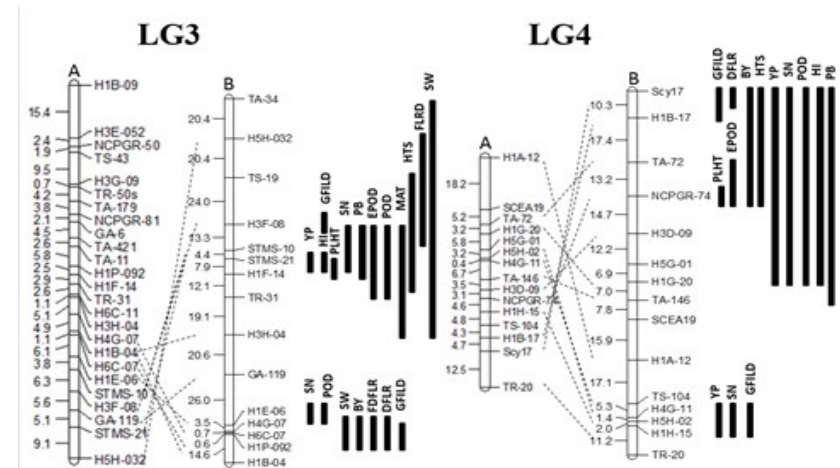 LG3
LG4
A
H1B-09
15.4
H3E-052
2.4
NCPGR-50
1.9
TS-43
9.5
H3G-09
0.7
TR-50s
4.2
TA-179
3.8
NCPGR-81
2.1
GA-6
4.5
TA-421
2.6
TA-11
5.8
H1P-092
2.5
H1F-14
2.9
TR-31
2.6
H6C-11
1.1
H3H-04
5.1
H4G-07
4.9
H1B-04
1.1
H6C-07
6.1
H1E-06
3.8
STMS-10
6.3
H3F-08
5.6
GA-119
5.1
STMS-21
9.1
H5H-032
B
TA-34
20.4
H5H-032
20.4
TS-19
24.0
H3F-08
13.3
STMS-10
4.4
STMS-21
7.9
H1F-14
12.1
TR-31
19.1
H3H-04
20.6
GA-119
26.0
H1E-06
3.5
H4G-07
0.7
H6C-07
0.6
H1P-092
14.6
H1B-04
YP
HI
GFILD
PLHT
SN
PB
EPOD
POD
MAT
HTS
FLRD
SW
SN
POD
SW
BY
FDFLR
DFLR
GFILD
A
H1A-12
18.2
SCEA19
5.2
TA-72
3.2
H1G-20
5.8
H5G-01
3.2
H5H-02
0.4
H4G-11
6.7
TA-146
3.5
H3D-09
3.1
NCPGR-74
4.6
H1H-15
4.8
TS-104
4.3
H1B-17
4.7
Scy17
12.5
TR-20
B
Scy17
10.3
H1B-17
17.4
TA-72
13.2
NCPGR-74
14.7
H3D-09
12.2
H5G-01
6.9
H1G-20
7.0
TA-146
7.8
SCEA19
15.9
H1A-12
17.1
TS-104
5.3
H4G-11
1.4
H5H-02
2.0
H1H-15
11.2
TR-20
GFILD
DFLR
BY
HTS
YP
SN
POD
HI
PB
PLHT
EPOD
YP
SN
GFILD